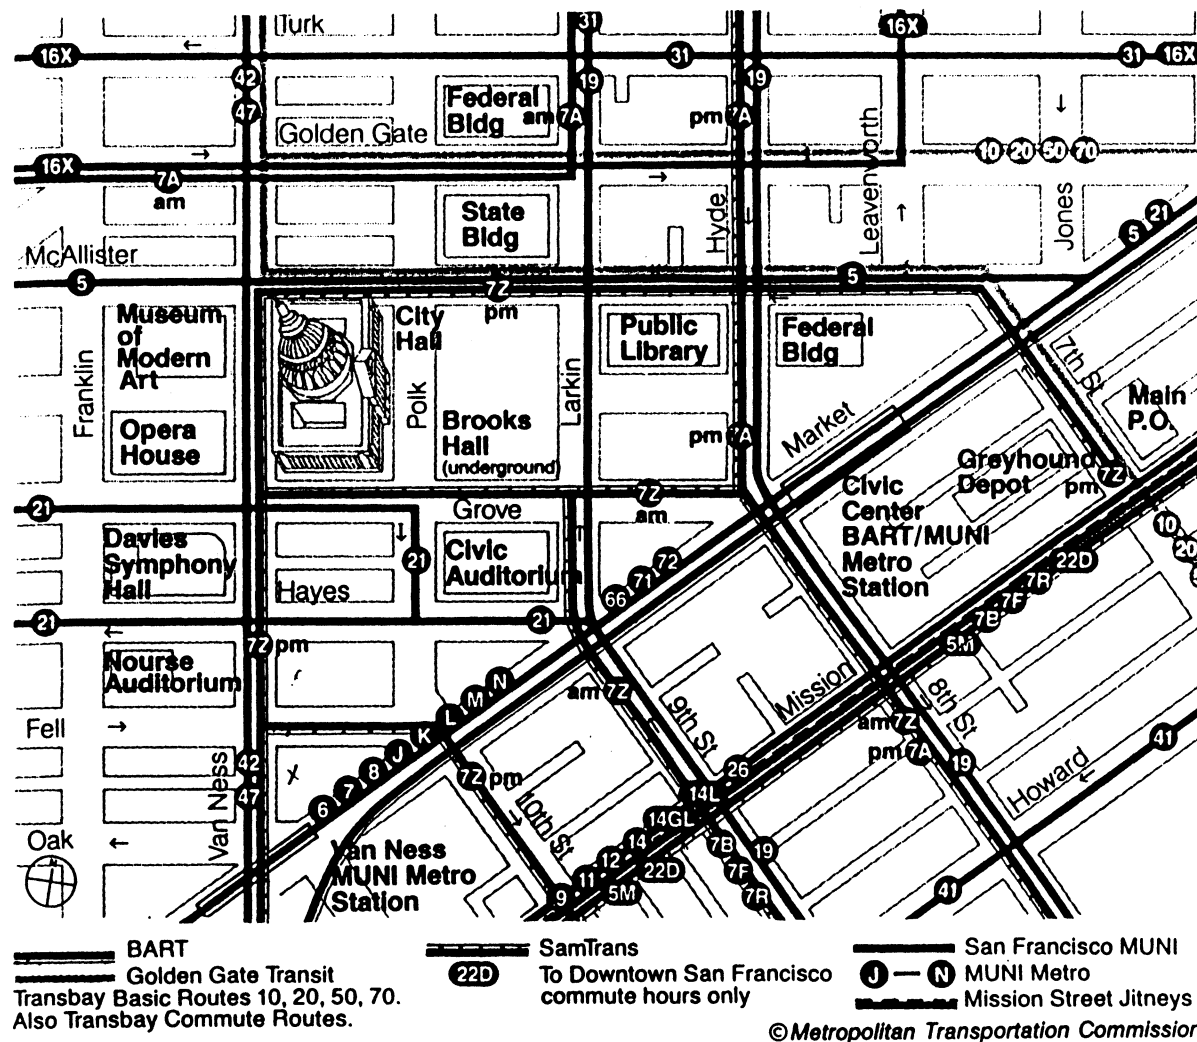 Turk
31
16X
16X
31
31
16X
42
19
19
47
Federal
Bldg
am
7A
pm
7A
Golden Gate
Leavenworth
10 20 50 70
16X
7A
am
State
Bldg
Hyde
Jones
5
21
McAllister
5
7Z
pm
5
Museum
of
Modern
Art
City
Hall
Public
Library
Federal
Bldg
7th St
Franklin
Polk
Larkin
Main
P.O.
Opera
House
Brooks
Hall
(underground)
pm
7A
Market
Greyhound
Depot
pm
7Z
Civic
Center
BART/MUNI
Metro
Station
21
Grove
7Z
am
10
20
Davies
Symphony
Hall
21
Civic
Auditorium
Hayes
66
71
72
22D
7R
7F
7B
5M
21
21
7Z pm
Nourse
Auditorium
L
M
N
am 7Z
9th St
Mission
8th St
am 7Z
pm 7A
19
41
Fell
K
J
8
7
6
42
47
Van Ness
7Z pm
10th St
26
14L
14GL
14
12
11
9
22D
5M
7B
7F
7R
19
Howard
41
Oak
N
Van Ness
MUNI Metro
Station
BART
Golden Gate Transit
Transbay Basic Routes 10, 20, 50, 70.
Also Transbay Commute Routes.
SamTrans
22D
To Downtown San Francisco
commute hours only
San Francisco MUNI
J — N MUNI Metro
Mission Street Jitneys
©Metropolitan Transportation Commission